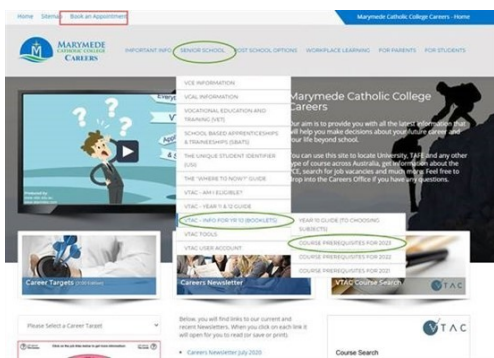 Home Sitemap Book an Appointment
Marymede Catholic College Careers - Home
MARYMEDE
CATHOLIC COLLEGE
CAREERS
IMPORTANT INFO SENIOR SCHOOL POST SCHOOL OPTIONS WORKPLACE LEARNING FOR PARENTS FOR STUDENTS
VCE INFORMATION
VCAL INFORMATION
VOCATIONAL EDUCATION AND
TRAINING (VET)
SCHOOL BASED APPRENTICESHIPS
& TRAINEESHIPS (SBATS)
THE UNIQUE STUDENT IDENTIFIER
(USI)
THE "WHERE TO NOW?" GUIDE
VTAC - AM I ELIGIBLE?
VTAC - YEAR 11 & 12 GUIDE
VTAC - INFO FOR YR 10 (BOOKLETS)
VTAC TOOLS
VTAC USER ACCOUNT
YEAR 10 GUIDE (TO CHOOSING
SUBJECTS)
COURSE PREREQUISITES FOR 2023
COURSE PREREQUISITES FOR 2022
COURSE PREREQUISITES FOR 2021
Marymede Catholic College
Careers
Our aim is to provide you with all the latest information that
will help you make decisions about your future career and
your life beyond school.
You can use this site to locate University, TAFE and any other
type of course across Australia, get information about the
VCE, search for job vacancies and much more. Feel free to
drop into the Careers Office if you have any questions.
Powered by
Career Targets
Careers Newsletter
VTAC Course Search
VTAC
Please Select a Career Target
Below, you will find links to our current and
recent Newsletters. When you click on each link it
will open for you to read (or save or print)
Careers Newsletter July 2020
VTAC
Course Search